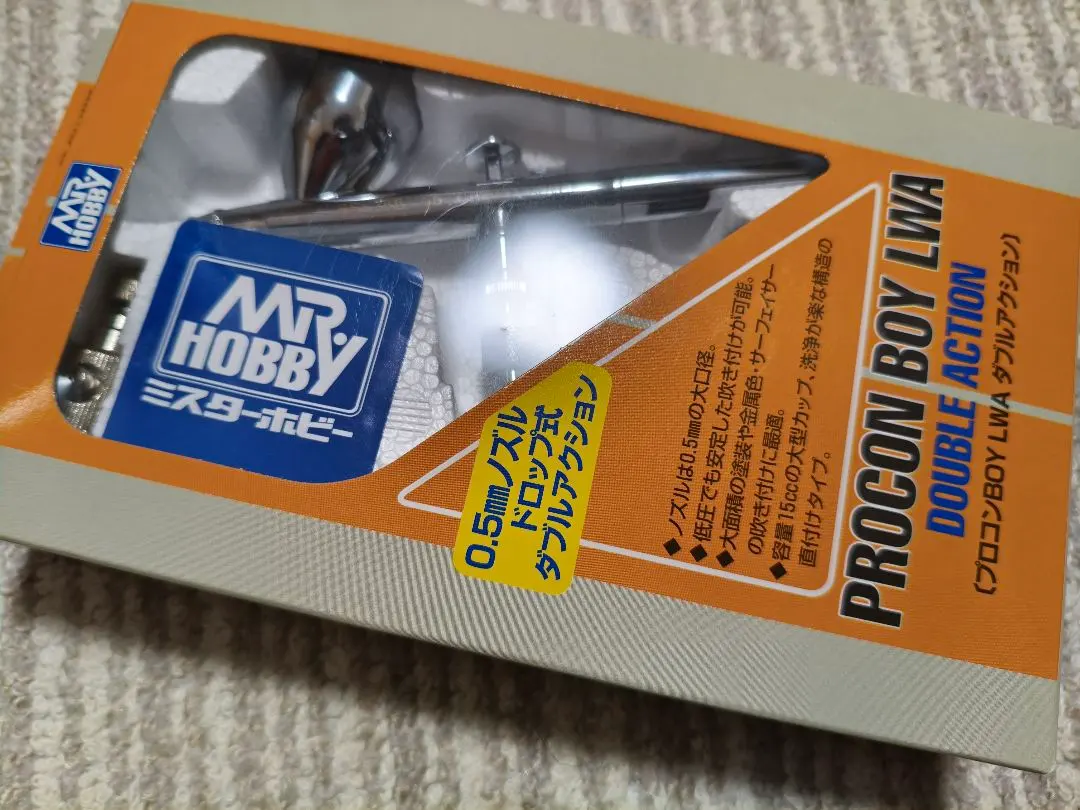 MR.
HOBBY
MR.
HOBBY
ミスターホビー
0.5mmノズル
ドロップ式
ダブルアクション
◆ノズルは0.5mmの大口径。
◆低圧でも安定した吹き付けが可能。
◆大面積の塗装や金属色・サーフェイサー
の吹き付けに最適。
◆容量15ccの大型カップ、洗浄が楽な構造の
直付けタイプ。
PROCON BOY LWA
DOUBLE ACTION
〔プロコンBOY LWA ダブルアクション〕